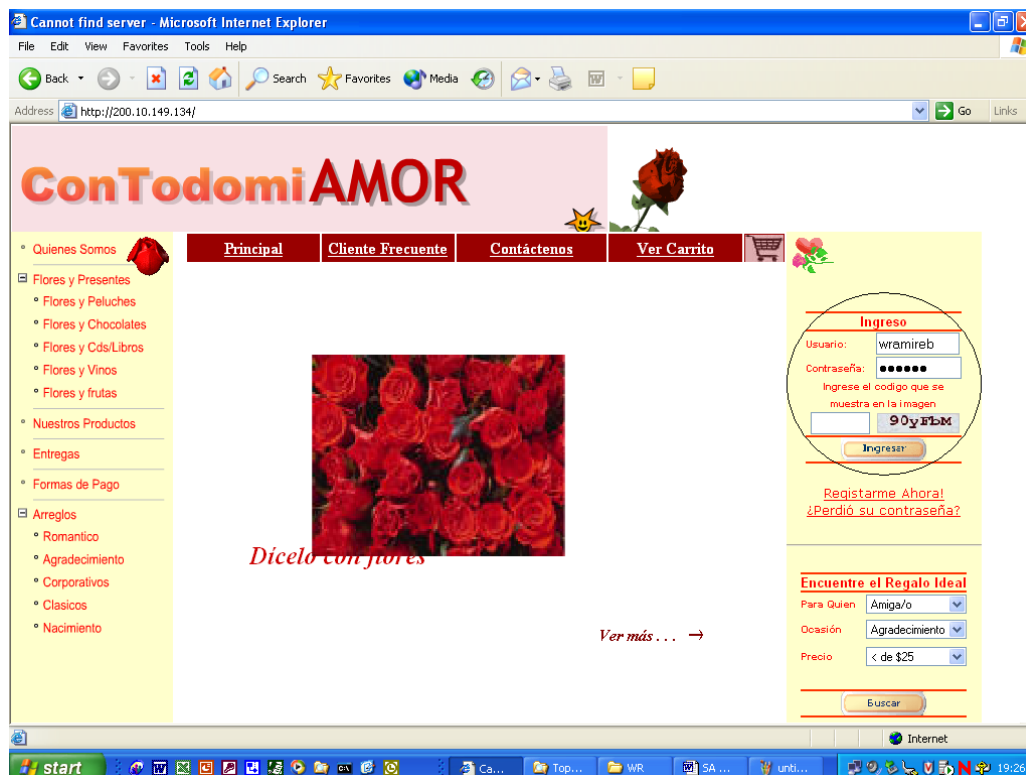 Cannot find server - Microsoft Internet Explorer
File Edit View Favorites Tools Help
Back Search Favorites Media
Address http://200.10.149.134/ Go Links
ConTodomiAMOR
Principal Cliente Frecuente Contáctenos Ver Carrito
Quienes Somos
Flores y Presentes
Flores y Peluches
Flores y Chocolates
Flores y Cds/Libros
Flores y Vinos
Flores y frutas
Nuestros Productos
Entregas
Formas de Pago
Arreglos
Romantico
Agradecimiento
Corporativos
Clasicos
Nacimiento
Dícelo con flores
Ver más . . . →
Ingreso
Usuario: wramireb
Contraseña: ●●●●●●
Ingrese el codigo que se
muestra en la imagen
90yFbM
Ingresar
Registarme Ahora!
¿Perdió su contraseña?
Encuentre el Regalo Ideal
Para Quien Amiga/o
Ocasión Agradecimiento
Precio < de $25
Buscar
Internet
start Ca... Top... WR SA ... unti... 19:26